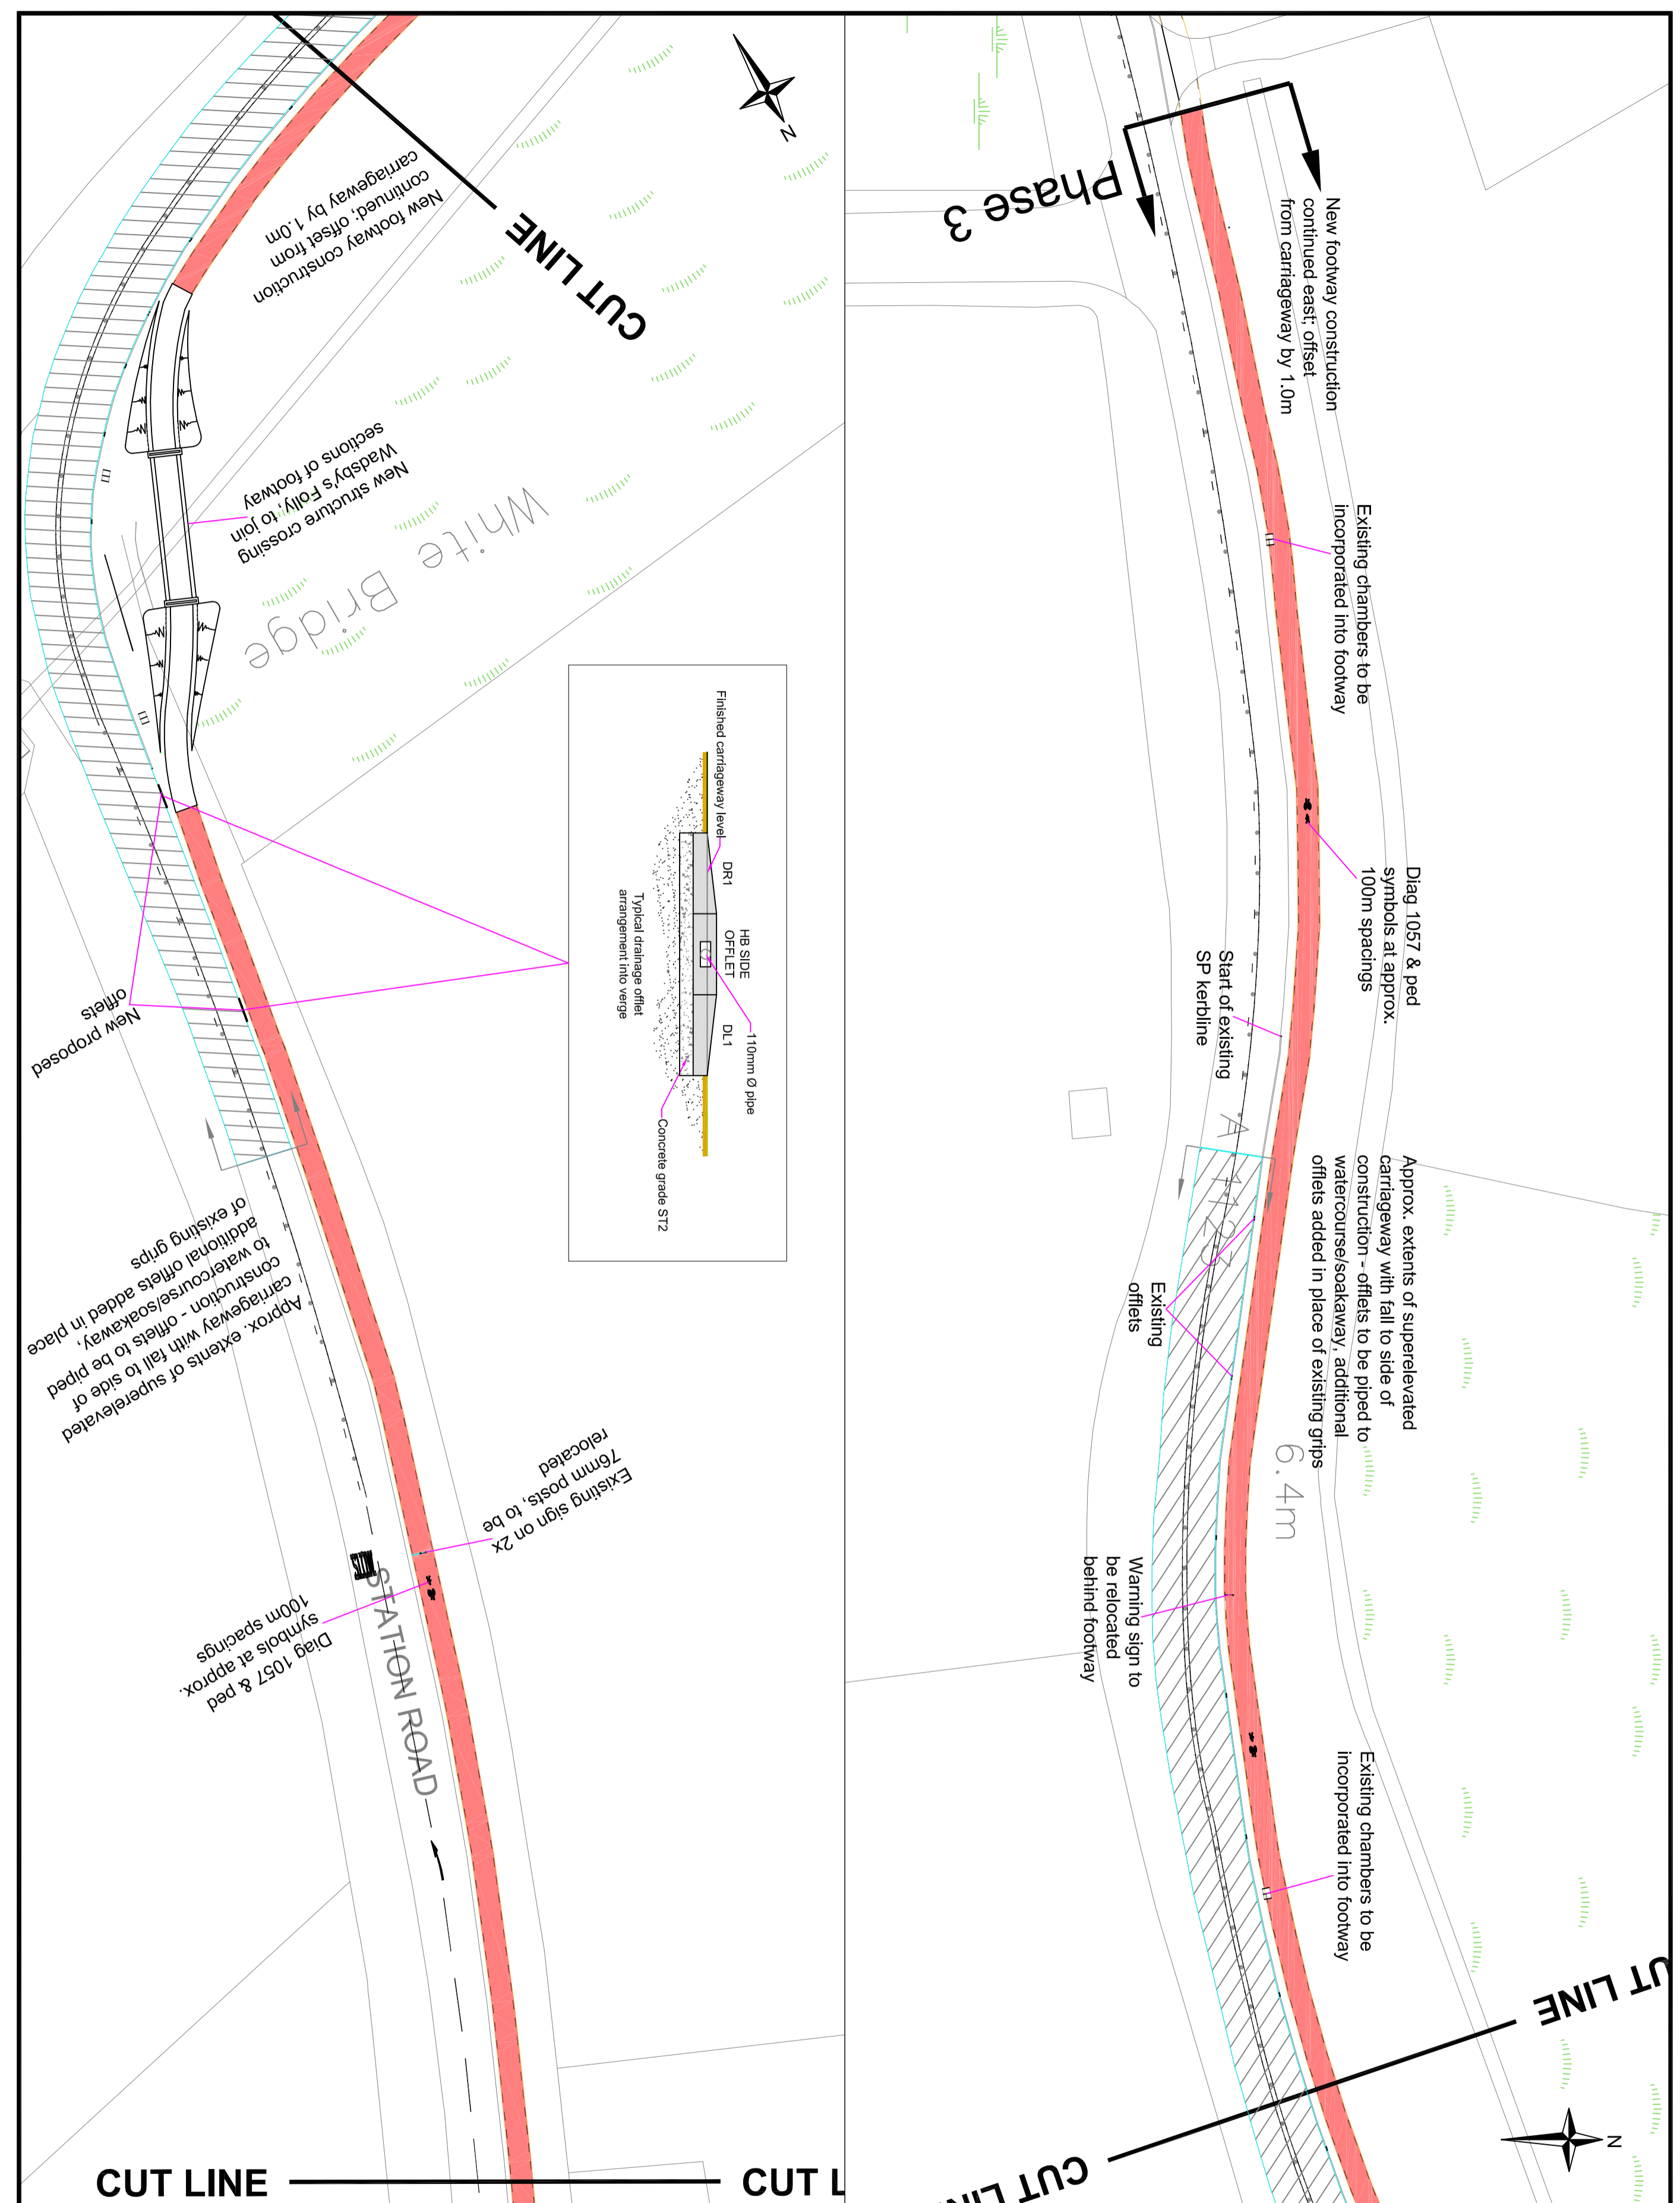 New footway construction
continued east; offset
from carriageway by 1.0m
Phase 3
Existing chambers to be
incorporated into footway
Diag 1057 & ped
symbols at approx.
100m spacings
Start of existing
SP kerbline
A 1123
Approx. extents of superelevated
carriageway with fall to side of
construction - offlets to be piped to
watercourse/soakaway, additional
offlets added in place of existing grips
Existing
offlets
6.4m
Warning sign to
be relocated
behind footway
Existing chambers to be
incorporated into footway
UT LINE
CUT LIN
N
N
CUT LINE
New footway construction
continued; offset from
carriageway by 1.0m
New structure crossing
Wadsby's Folly, to join
sections of footway
White Bridge
Finished carriageway level
DR1
HB SIDE
OFFLET
DL1
110mm Ø pipe
Concrete grade ST2
Typical drainage offlet
arrangement into verge
New proposed
offlets
Approx. extents of superelevated
carriageway with fall to side of
construction - offlets to be piped
to watercourse/soakaway,
additional offlets added in place
of existing grips
Existing sign on 2x
76mm posts, to be
relocated
Diag 1057 & ped
symbols at approx.
100m spacings
STATION ROAD
CUT LINE
CUT L